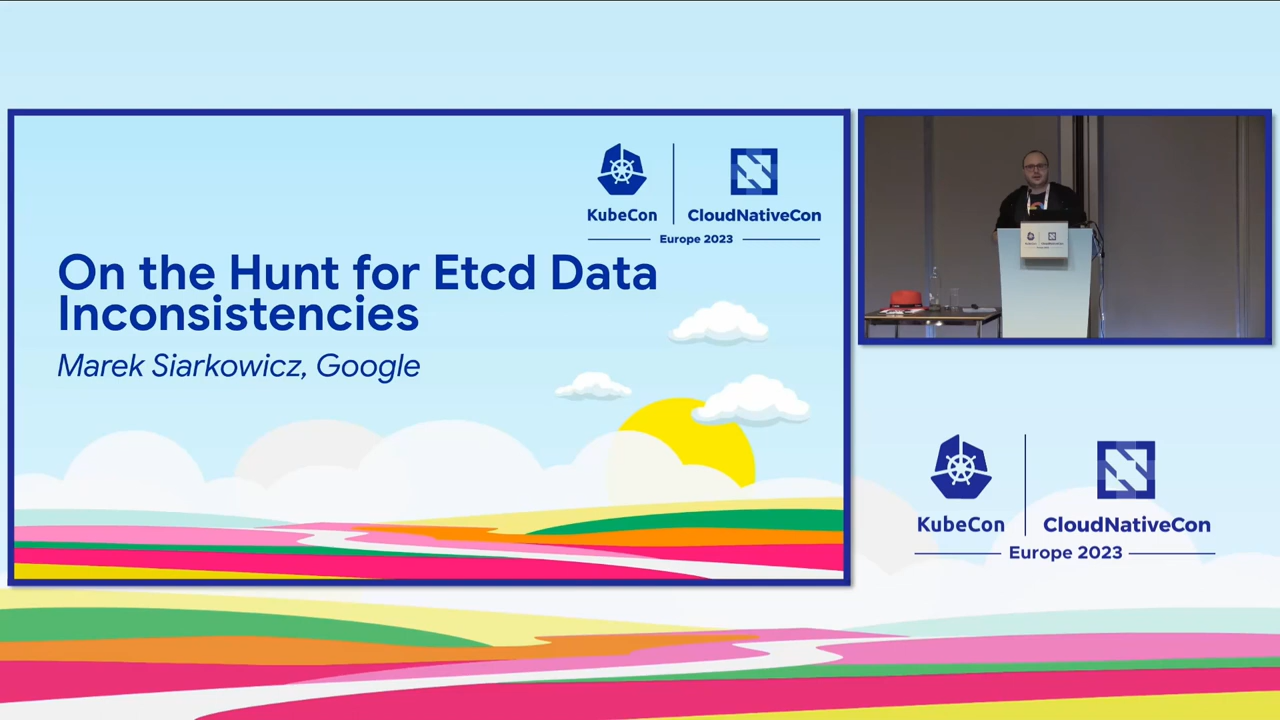 KubeCon
CloudNativeCon
Europe 2023
On the Hunt for Etcd Data
Inconsistencies
Marek Siarkowicz, Google
KubeCon
CloudNativeCon
Europe 2023